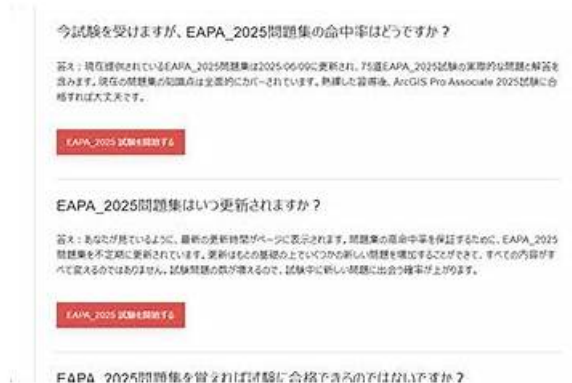 今試験を受けますが、EAPA_2025問題集の命中率はどうですか？
答え：現在提供されているEAPA_2025問題集は2025-06-09に更新され、75道EAPA_2025試験の実際的な問題と解答を
含みます。現在の問題集の知識点は全面的にカバーされています。熟練した習得後、ArcGIS Pro Associate 2025試験に合
格すれば大丈夫です。
EAPA_2025 試験を開始する
EAPA_2025問題集はいつ更新されますか？
答え：あなたが見ているように、最新の更新時間がページに表示されます。問題集の高命中率を保証するために、EAPA_2025
問題集を不定期に更新されています。更新はもとの基礎の上でいくつかの新しい問題を増加することができて、すべての内容がす
べて変えるのではありません。試験問題の数が増えるので、試験中に新しい問題に出会う確率が上がります。
EAPA_2025 試験を開始する
EAPA_2025問題集を覚えれば試験に合格できるのではないですか？